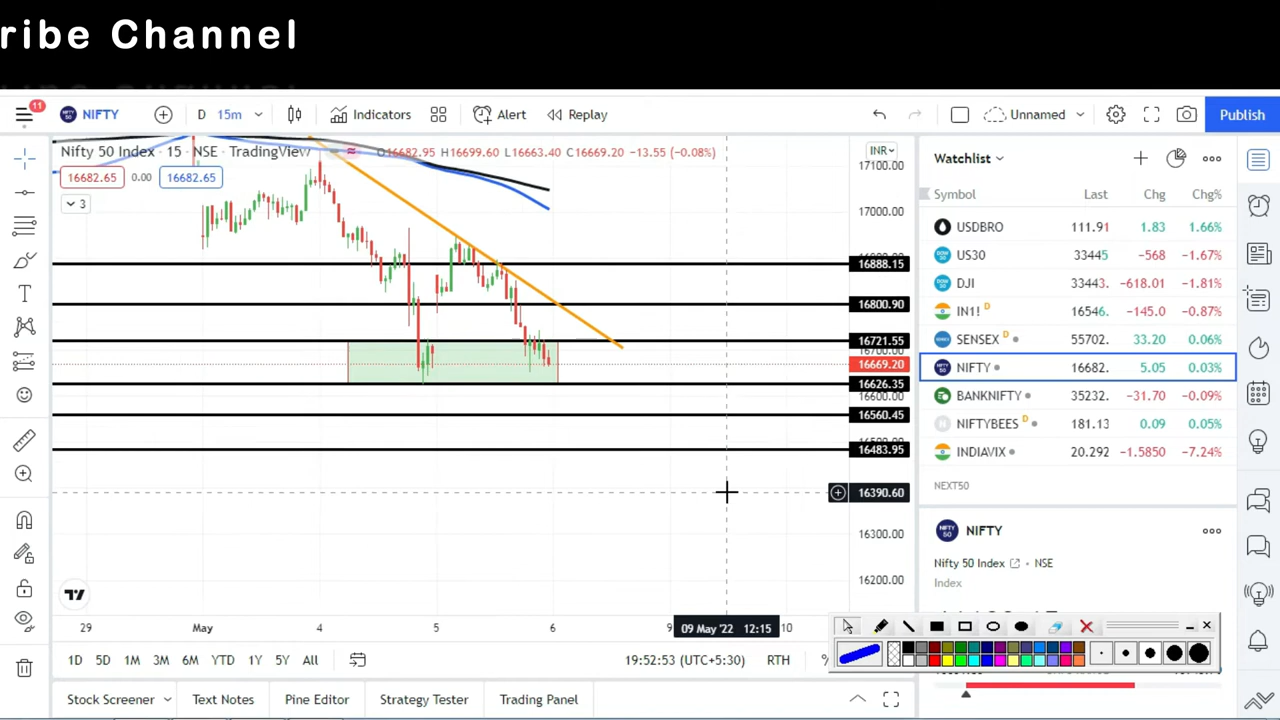 ribe Channel
11
NIFTY
D 15m
Indicators
Alert
Replay
Unnamed
Publish
Nifty 50 Index · 15 · NSE · TradingView
O16682.95 H16699.60 L16663.40 C16669.20 -13.55 (-0.08%)
16682.65 0.00 16682.65
3
INR
17100.00
17000.00
16888.15
16800.90
16721.55
16700.00
16669.20
16626.35
16600.00
16560.45
16483.95
16390.60
16300.00
16200.00
29 May 4 5 6 9 09 May '22 12:15 10
1D 5D 1M 3M 6M YTD 1Y 5Y All
19:52:53 (UTC+5:30) RTH %
Stock Screener Text Notes Pine Editor Strategy Tester Trading Panel
Watchlist
Symbol Last Chg Chg%
USDBRO 111.91 1.83 1.66%
US30 33445 -568 -1.67%
DJI 33443. -618.01 -1.81%
IN1! D 16546. -145.0 -0.87%
SENSEX D 55702. 33.20 0.06%
NIFTY 16682. 5.05 0.03%
BANKNIFTY 35232. -31.70 -0.09%
NIFTYBEES D 181.13 0.09 0.05%
INDIAVIX 20.292 -1.5850 -7.24%
NEXT50
NIFTY
Nifty 50 Index · NSE
Index